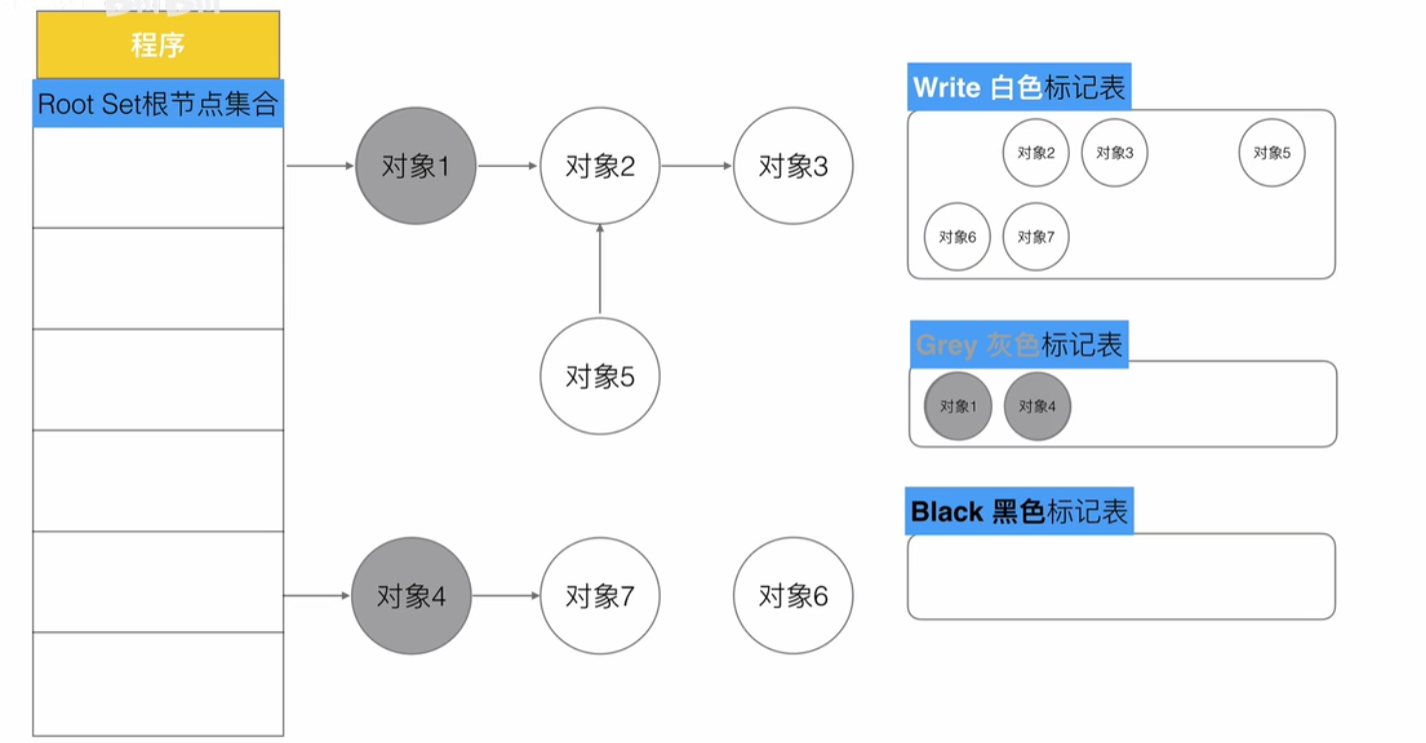 程序
Root Set根节点集合
对象1
对象2
对象3
对象5
对象4
对象7
对象6
Write 白色标记表
对象2
对象3
对象5
对象6
对象7
Grey 灰色标记表
对象1
对象4
Black 黑色标记表